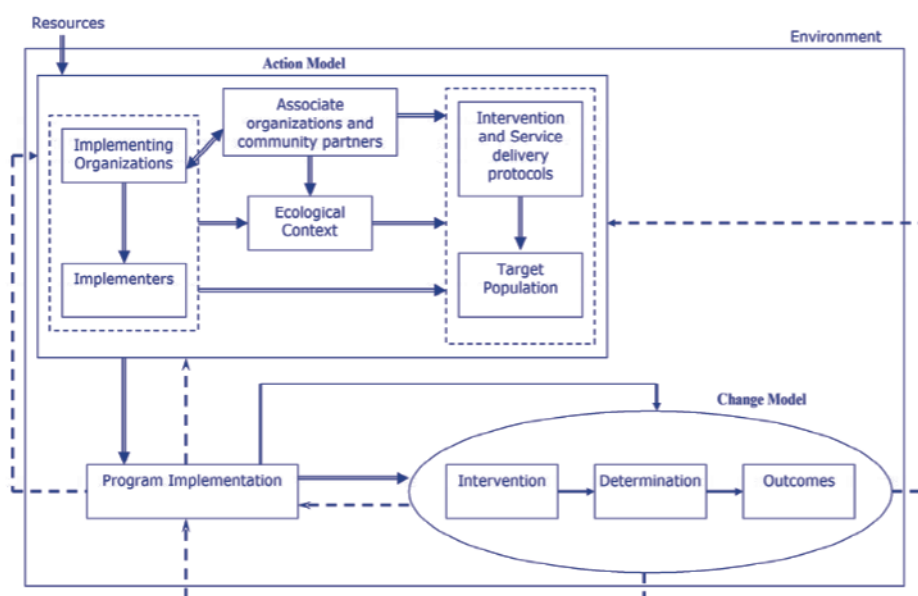 Resources
Environment
Action Model
Associate
organizations and
community partners
Implementing
Organizations
Intervention
and Service
delivery
protocols
Ecological
Context
Implementers
Target
Population
Change Model
Program Implementation
Intervention
Determination
Outcomes